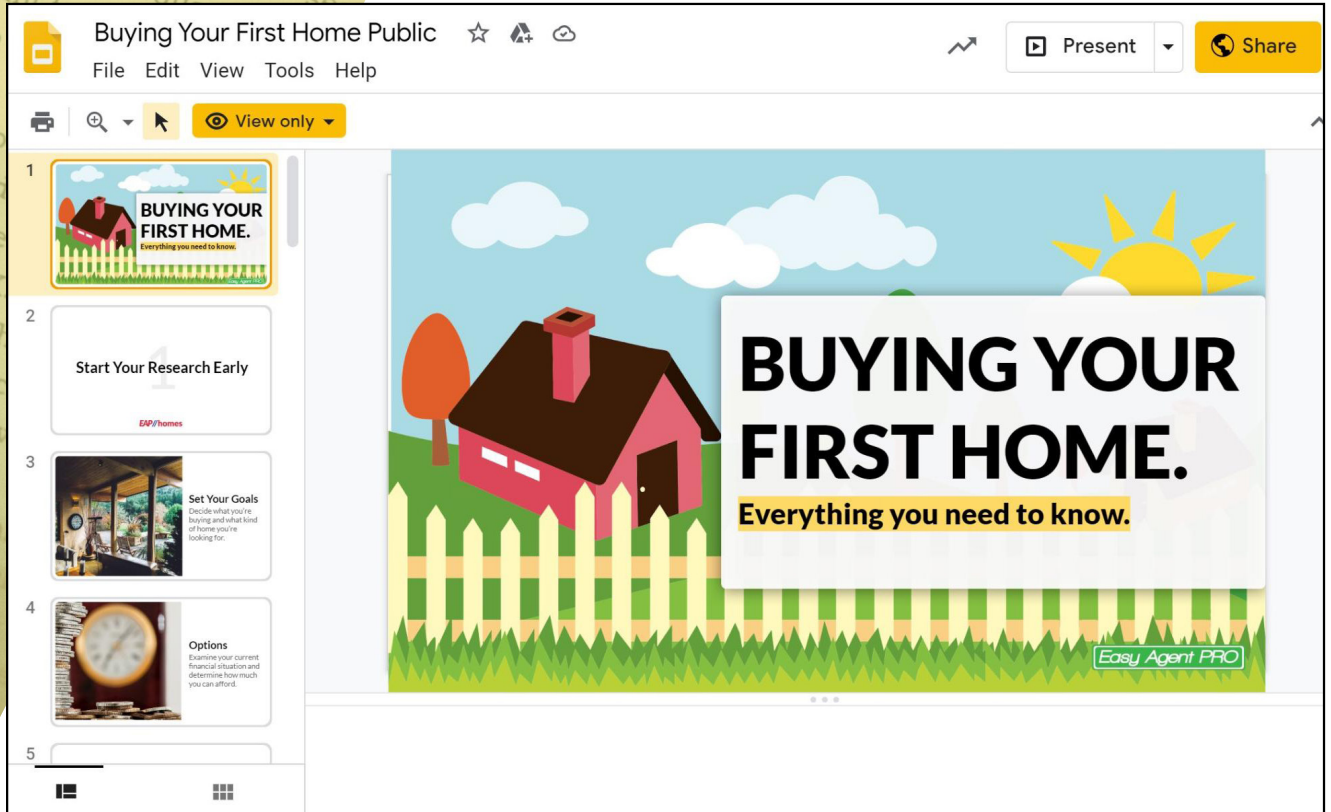 Buying Your First Home Public
File Edit View Tools Help
Present
Share
View only
1
BUYING YOUR
FIRST HOME.
Everything you need to know.
Easy Agent PRO
2
1
Start Your Research Early
EAP//homes
3
Set Your Goals
Decide what you're
buying and what kind
of home you're
looking for.
4
Options
Examine your current
financial situation and
determine how much
you can afford.
5
BUYING YOUR
FIRST HOME.
Everything you need to know.
Easy Agent PRO